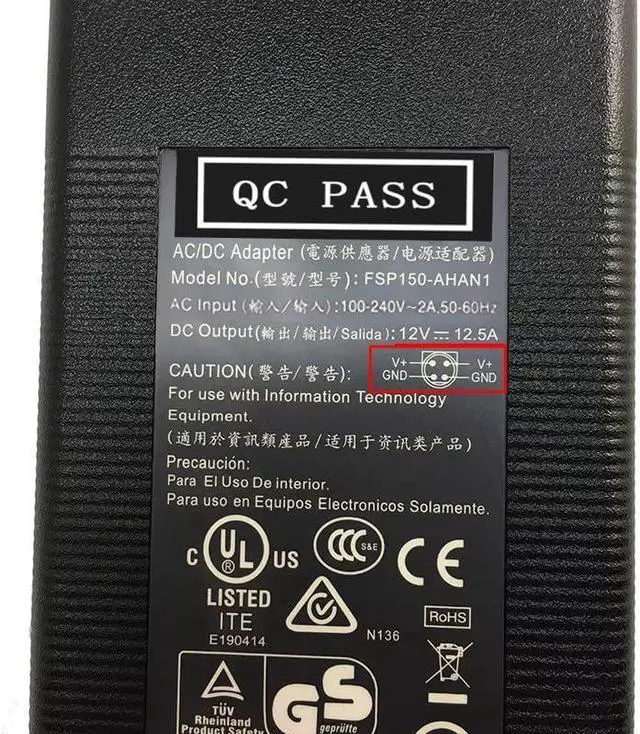 QC PASS
AC/DC Adapter (電源供應器/电源适配器)
Model No.(型號/型号): FSP150-AHAN1
AC Input (輸入/输入):100-240V~2A,50-60Hz
DC Output(輸出/输出/Salida): 12V⎓12.5A
CAUTION(警告/警告):
V+ V+
GND GND
For use with Information Technology
Equipment.
(適用於資訊類產品/适用于资讯类产品)
Precaución:
Para El Uso De interior.
Para uso en Equipos Electronicos Solamente.
C UL US
®
LISTED
ITE
E190414
CCC S&E
CE
N136
RoHS
TÜV
Rheinland
Product Safety
GS
geprüfte